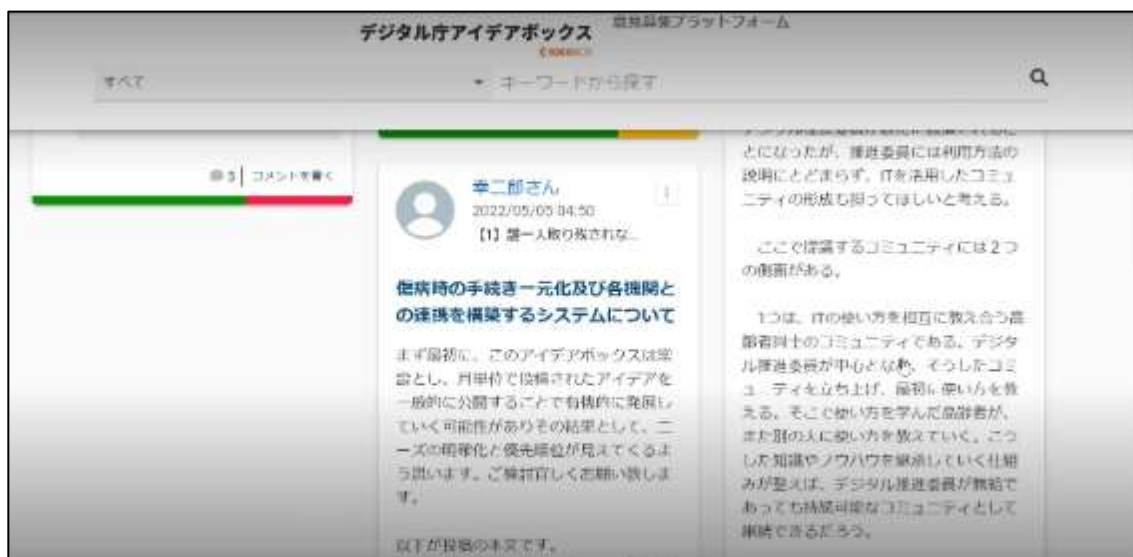 デジタル庁アイデアボックス
意見募集プラットフォーム
すべて
キーワードから探す
3
コメントを書く
幸二郎さん
2022/05/05 04:50
【1】誰一人取り残されな...
傷病時の手続き一元化及び各機関と
の連携を構築するシステムについて
まず最初に、このアイデアボックスは常
設とし、月単位で投稿されたアイデアを
一般的に公開することで有機的に発展し
ていく可能性がありその結果として、ニ
ーズの明確化と優先順位が見えてくるよ
う思います。ご検討宜しくお願い致しま
す。
以下が投稿の本文です。
とになったが、推進委員には利用方法の
説明にとどまらず、ITを活用したコミュ
ニティの形成も担ってほしいと考える。
ここで提議するコミュニティには2つ
の側面がある。
1つは、ITの使い方を相互に教え合う高
齢者同士のコミュニティである。デジタ
ル推進委員が中心となり、そうしたコミ
ュニティを立ち上げ、最初に使い方を教
える。そこで使い方を学んだ高齢者が、
また別の人に使い方を教えていく。こう
した知識やノウハウを継承していく仕組
みが整えば、デジタル推進委員が無給で
あっても持続可能なコミュニティとして
継続できるだろう。